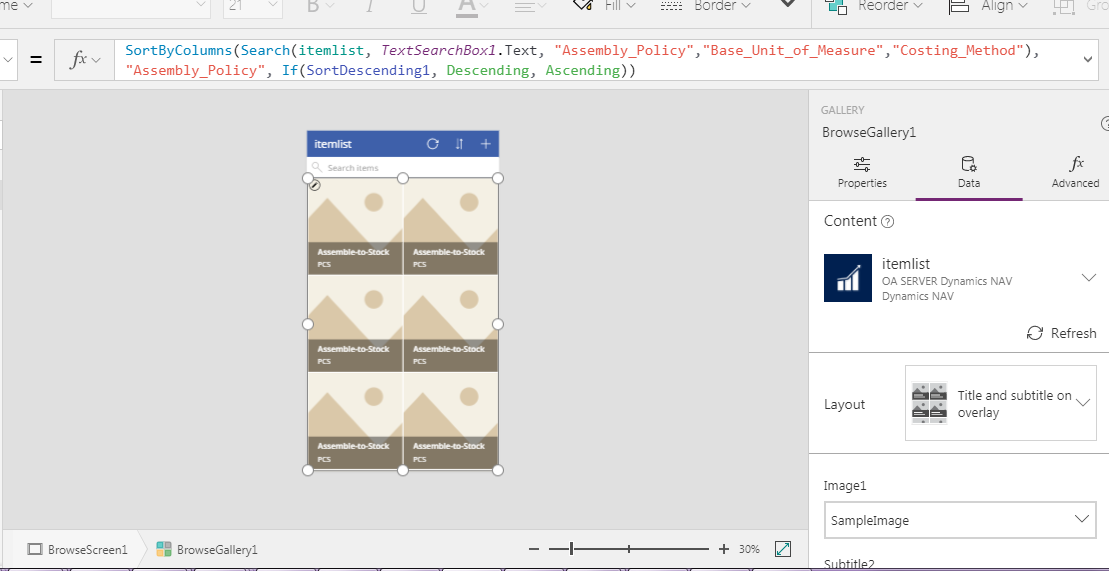 me
21
B
I
U
A
Fill
Border
Reorder
Align
Gro
= fx SortByColumns(Search(itemlist, TextSearchBox1.Text, "Assembly_Policy","Base_Unit_of_Measure","Costing_Method"),
"Assembly_Policy", If(SortDescending1, Descending, Ascending))
itemlist
Search items
Assemble-to-Stock
PCS
Assemble-to-Stock
PCS
Assemble-to-Stock
PCS
Assemble-to-Stock
PCS
Assemble-to-Stock
PCS
Assemble-to-Stock
PCS
GALLERY
BrowseGallery1
Properties
Data
fx
Advanced
Content
itemlist
OA SERVER Dynamics NAV
Dynamics NAV
Refresh
Layout
Title and subtitle on
overlay
Image1
SampleImage
Subtitle2
BrowseScreen1
BrowseGallery1
30%